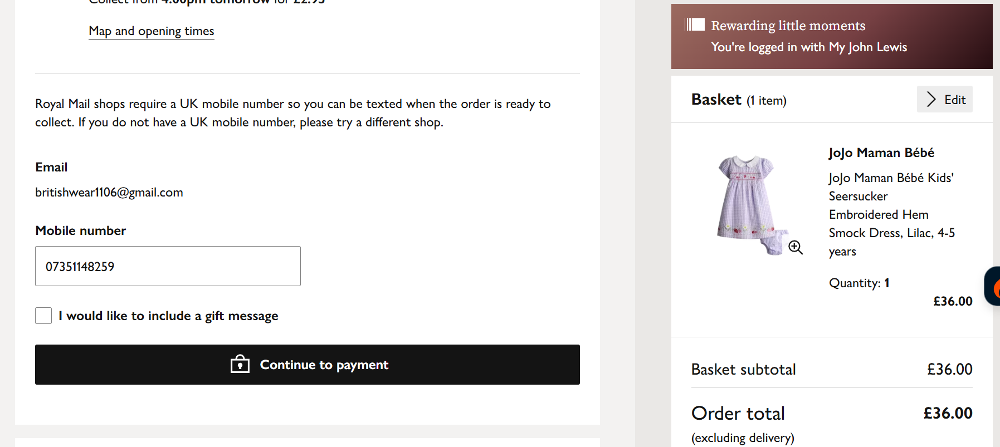 Collect from 4:00pm tomorrow for £2.95
Map and opening times
Royal Mail shops require a UK mobile number so you can be texted when the order is ready to
collect. If you do not have a UK mobile number, please try a different shop.
Email
britishwear1106@gmail.com
Mobile number
07351148259
I would like to include a gift message
Continue to payment
Rewarding little moments
You're logged in with My John Lewis
Basket (1 item)
Edit
JoJo Maman Bébé
JoJo Maman Bébé Kids'
Seersucker
Embroidered Hem
Smock Dress, Lilac, 4-5
years
Quantity: 1
£36.00
Basket subtotal £36.00
Order total £36.00
(excluding delivery)